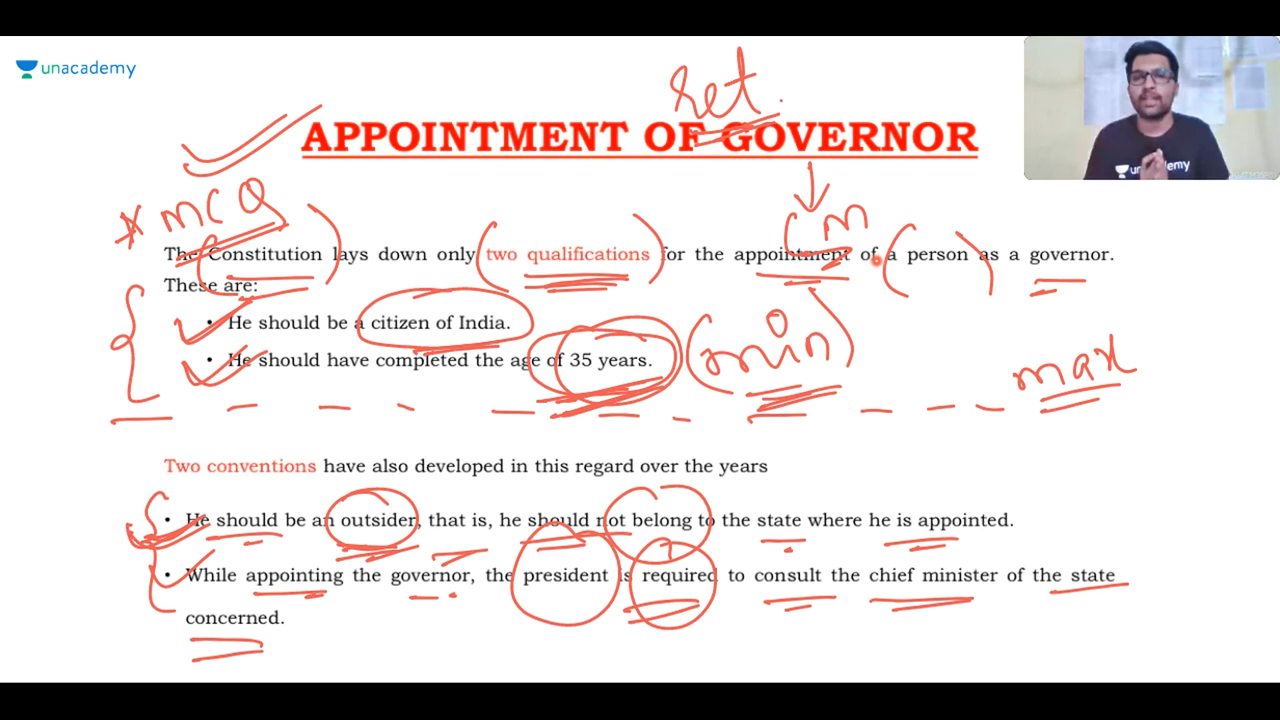 unacademy
ret.
APPOINTMENT OF GOVERNOR
* MCQ
CM
The Constitution lays down only two qualifications for the appointment of a person as a governor.
These are:
• He should be a citizen of India.
• He should have completed the age of 35 years.
min
max
Two conventions have also developed in this regard over the years
• He should be an outsider, that is, he should not belong to the state where he is appointed.
• While appointing the governor, the president is required to consult the chief minister of the state
concerned.